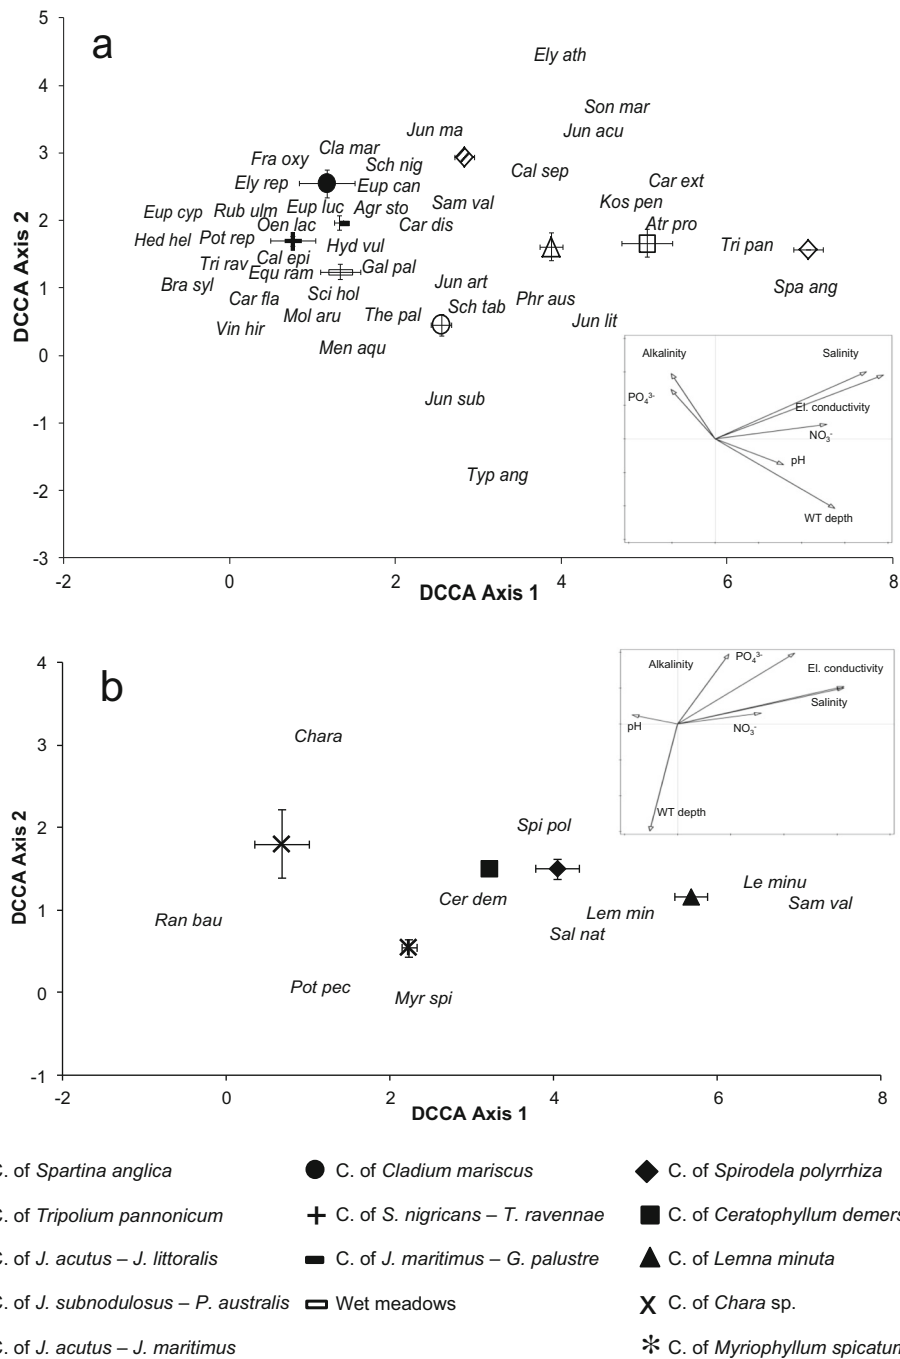 a
5
4
3
2
1
0
-1
-2
-3
DCCA Axis 2
Ely ath
Son mar
Jun ma
Jun acu
Cla mar
Fra oxy
Sch nig
Cal sep
Ely rep
Eup can
Car ext
Eup cyp
Rub ulm
Eup luc
Agr sto
Sam val
Kos pen
Oen lac
Car dis
Atr pro
Hed hel
Pot rep
Hyd vul
Tri pan
Tri rav
Cal epi
Equ ram
Gal pal
Bra syl
Jun art
Spa ang
Car fla
Sci hol
Sch tab
Phr aus
Vin hir
Mol aru
The pal
Jun lit
Men aqu
Jun sub
Typ ang
Alkalinity
Salinity
PO₄³⁻
El. conductivity
NO₃⁻
pH
WT depth
-2
0
2
4
6
8
DCCA Axis 1
b
4
3
2
1
0
-1
DCCA Axis 2
PO₄³⁻
Alkalinity
El. conductivity
Salinity
pH
NO₃⁻
WT depth
Chara
Spi pol
Cer dem
Le minu
Sam val
Ran bau
Lem min
Sal nat
Pot pec
Myr spi
-2
0
2
4
6
8
DCCA Axis 1
C. of Spartina anglica
C. of Cladium mariscus
C. of Spirodela polyrrhiza
C. of Tripolium pannonicum
C. of S. nigricans – T. ravennae
C. of Ceratophyllum demers
C. of J. acutus – J. littoralis
C. of J. maritimus – G. palustre
C. of Lemna minuta
C. of J. subnodulosus – P. australis
Wet meadows
C. of Chara sp.
C. of J. acutus – J. maritimus
C. of Myriophyllum spicatum